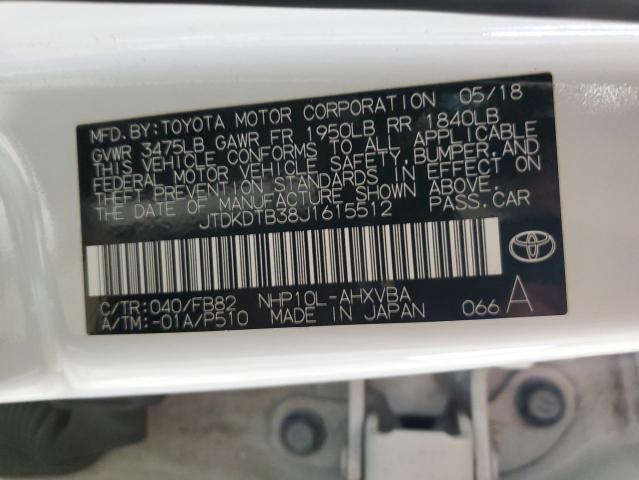 MFD. BY: TOYOTA MOTOR CORPORATION 05/18
GVWR 3475LB GAWR FR 1950LB RR 1840LB
THIS VEHICLE CONFORMS TO ALL APPLICABLE
FEDERAL MOTOR VEHICLE SAFETY, BUMPER, AND
THEFT PREVENTION STANDARDS IN EFFECT ON
THE DATE OF MANUFACTURE SHOWN ABOVE.
JTDKDTB38J1615512 PASS.CAR
C/TR: 040/FB82 NHP10L-AHXVBA
A/TM: -01A/P510 MADE IN JAPAN 066 A